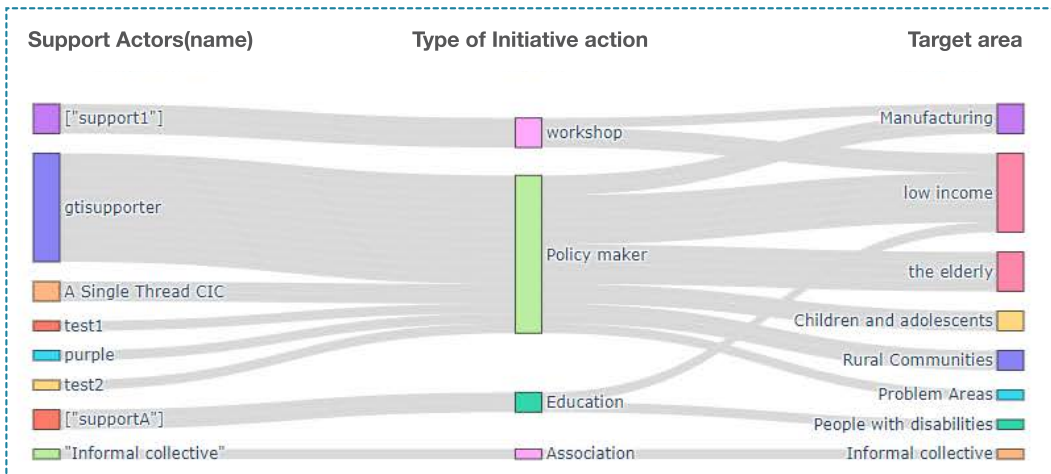 Support Actors(name)
Type of Initiative action
Target area
["support1"]
gtisupporter
A Single Thread CIC
test1
purple
test2
["supportA"]
"Informal collective"
workshop
Policy maker
Education
Association
Manufacturing
low income
the elderly
Children and adolescents
Rural Communities
Problem Areas
People with disabilities
Informal collective